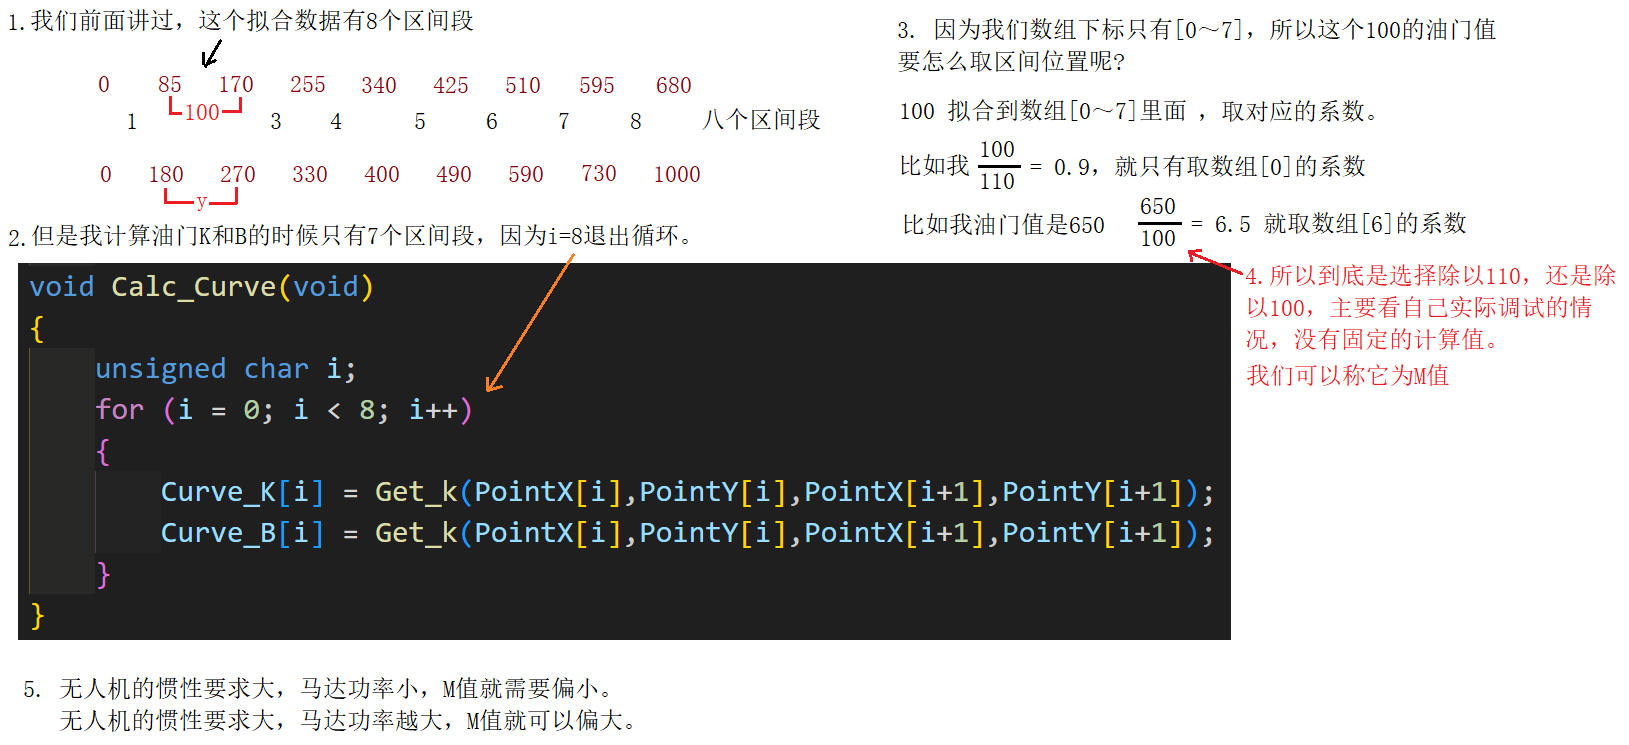 1.我们前面讲过，这个拟合数据有8个区间段
0 85 170 255 340 425 510 595 680
1 100 3 4 5 6 7 8 八个区间段
0 180 270 330 400 490 590 730 1000
y
2.但是我计算油门K和B的时候只有7个区间段，因为i=8退出循环。
void Calc_Curve(void)
{
unsigned char i;
for (i = 0; i < 8; i++)
{
Curve_K[i] = Get_k(PointX[i],PointY[i],PointX[i+1],PointY[i+1]);
Curve_B[i] = Get_k(PointX[i],PointY[i],PointX[i+1],PointY[i+1]);
}
}
3. 因为我们数组下标只有[0～7]，所以这个100的油门值
要怎么取区间位置呢?
100 拟合到数组[0～7]里面 ，取对应的系数。
比如我 100/110 = 0.9，就只有取数组[0]的系数
比如我油门值是650 650/100 = 6.5 就取数组[6]的系数
4.所以到底是选择除以110，还是除
以100，主要看自己实际调试的情
况，没有固定的计算值。
我们可以称它为M值
5. 无人机的惯性要求大，马达功率小，M值就需要偏小。
无人机的惯性要求大，马达功率越大，M值就可以偏大。